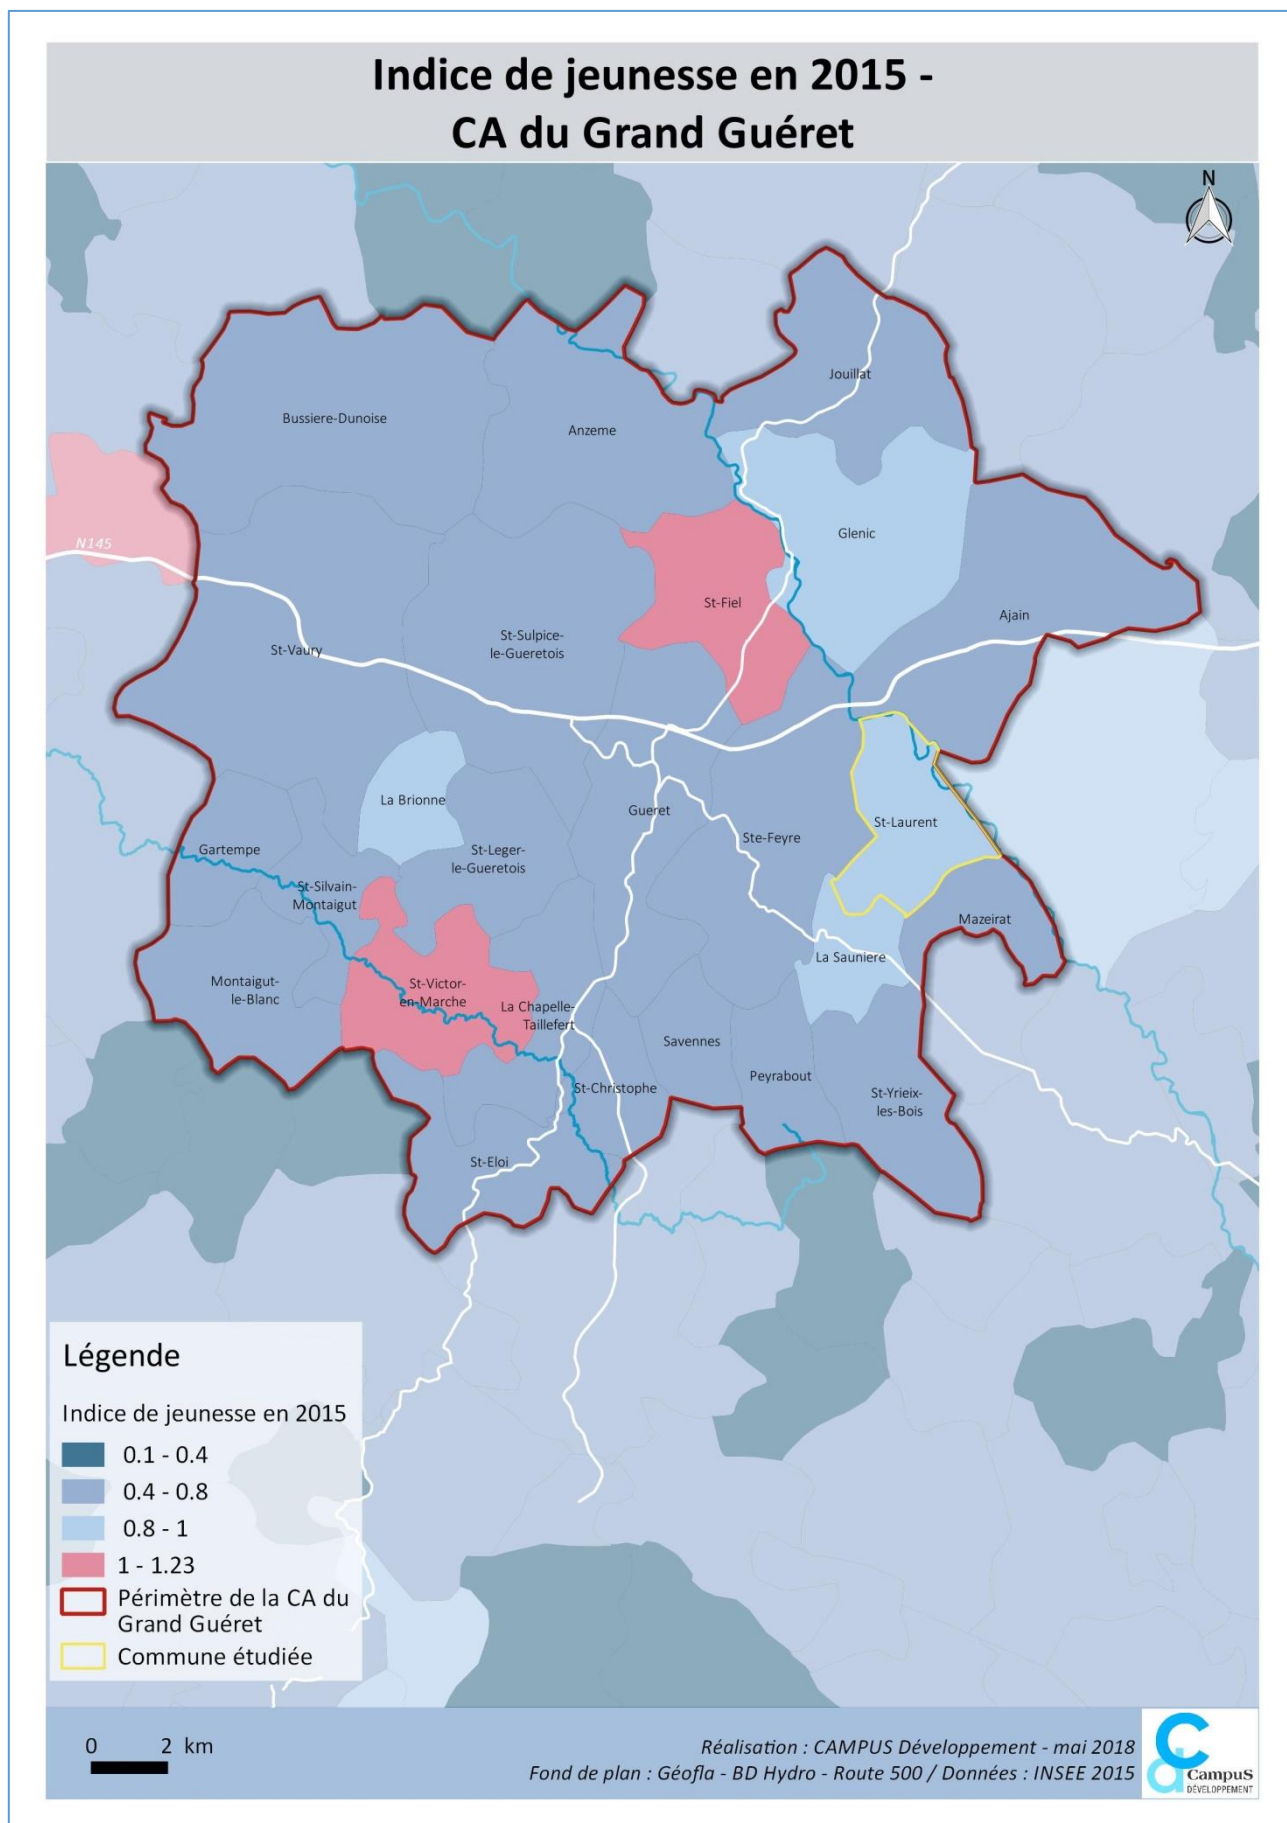 Indice de jeunesse en 2015 -
CA du Grand Guéret
N
Jouillat
Bussiere-Dunoise
Anzeme
Glenic
N145
St-Fiel
Ajain
St-Sulpice-
le-Gueretois
St-Vaury
La Brionne
Gueret
St-Laurent
Ste-Feyre
Gartempe
St-Leger-
le-Gueretois
St-Silvain-
Montaigut
Mazeirat
La Sauniere
Montaigut-
le-Blanc
St-Victor-
en-Marche
La Chapelle-
Taillefert
Savennes
Peyrabout
St-Christophe
St-Yrieix-
les-Bois
St-Eloi
Légende
Indice de jeunesse en 2015
0.1 - 0.4
0.4 - 0.8
0.8 - 1
1 - 1.23
Périmètre de la CA du
Grand Guéret
Commune étudiée
0 2 km
Réalisation : CAMPUS Développement - mai 2018
Fond de plan : Géofla - BD Hydro - Route 500 / Données : INSEE 2015
Campus
DÉVELOPPEMENT